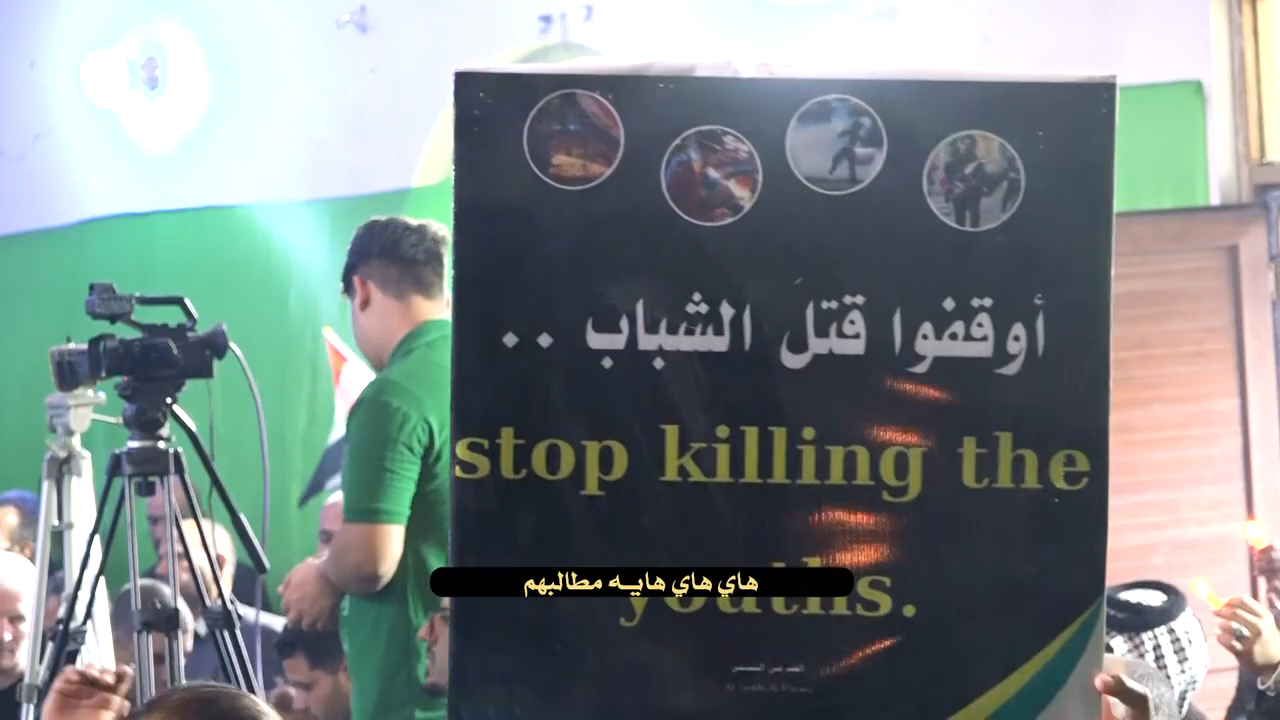 أوقفوا قتلَ الشباب ..
stop killing the
youths.
هاي هاي هايه مطالبهم